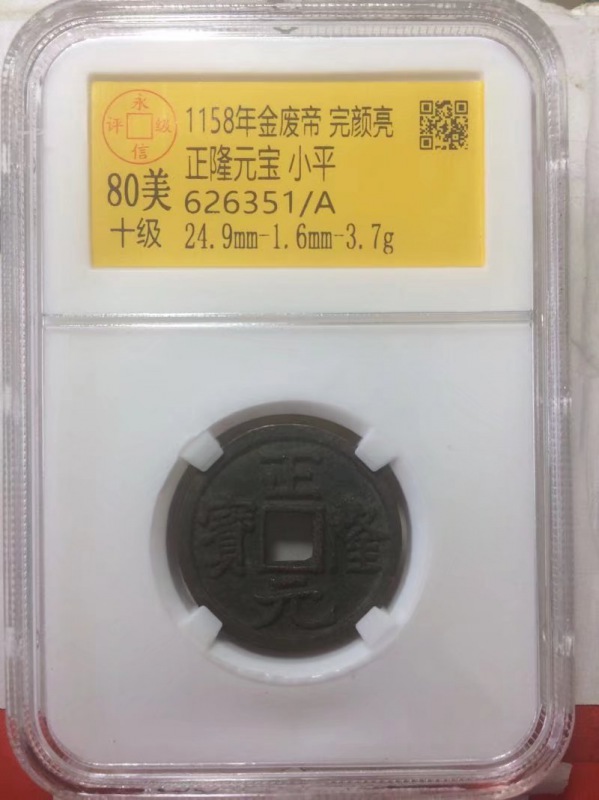 永
评 级
信
1158年金废帝 完颜亮
正隆元宝 小平
80美 626351/A
十级 24.9mm-1.6mm-3.7g
正
寶 隆
元